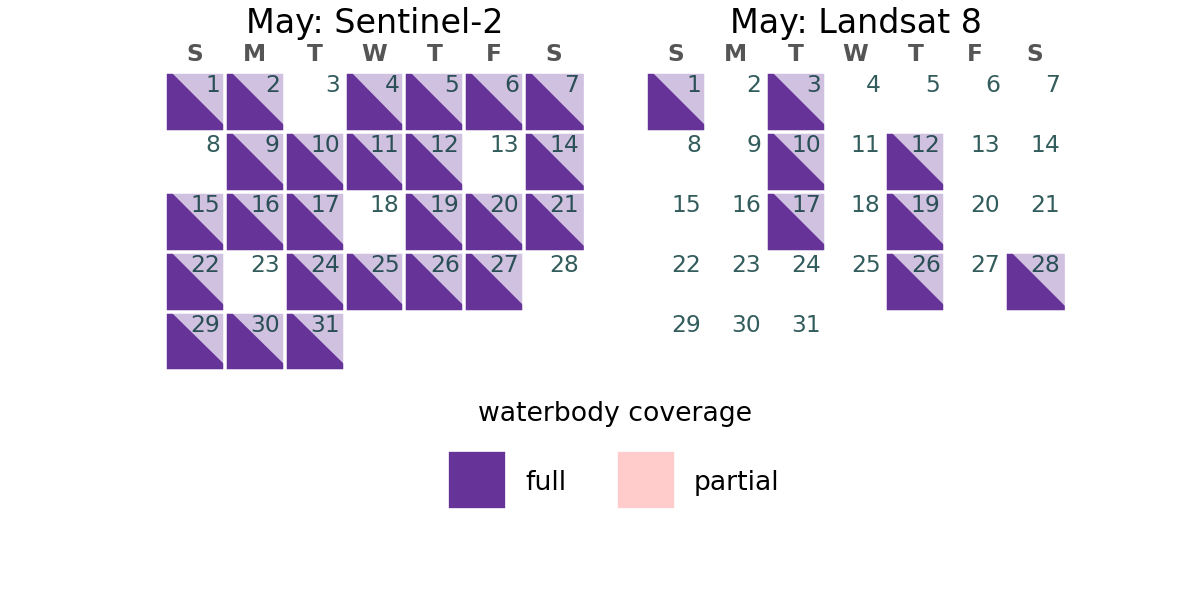 May: Sentinel-2
S M T W T F S
1 2 3 4 5 6 7
8 9 10 11 12 13 14
15 16 17 18 19 20 21
22 23 24 25 26 27 28
29 30 31
May: Landsat 8
S M T W T F S
1 2 3 4 5 6 7
8 9 10 11 12 13 14
15 16 17 18 19 20 21
22 23 24 25 26 27 28
29 30 31
waterbody coverage
full partial